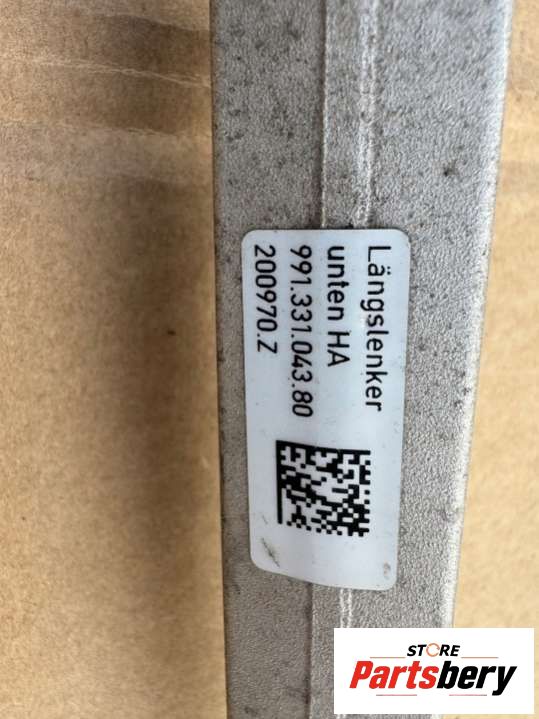 Längslenker
unten HA
991.331.043.80
200970.Z
STORE
Partsbery